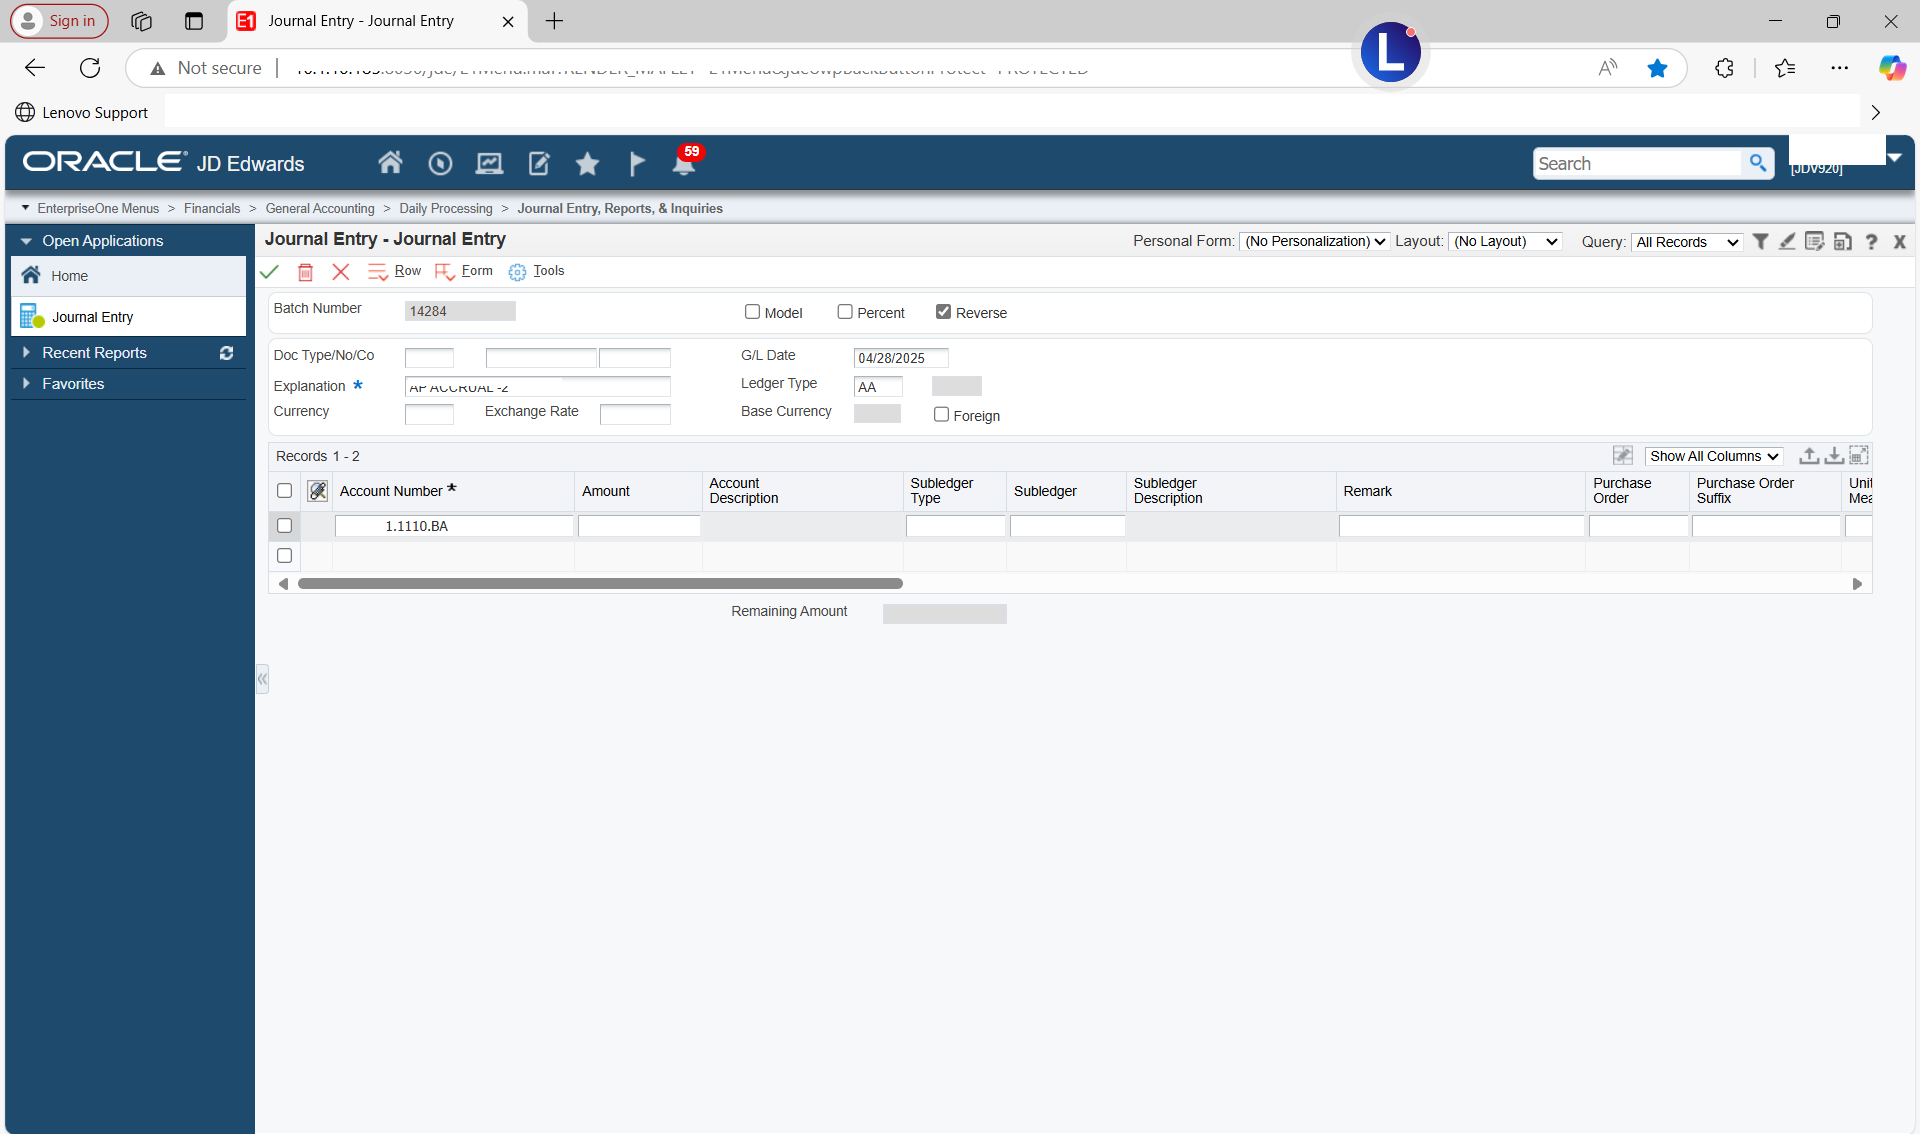 Sign in
E1 Journal Entry - Journal Entry
Not secure
L
Lenovo Support
ORACLE JD Edwards
59
Search
[JDV920]
EnterpriseOne Menus > Financials > General Accounting > Daily Processing > Journal Entry, Reports, & Inquiries
Open Applications
Home
Journal Entry
Recent Reports
Favorites
Journal Entry - Journal Entry
Personal Form: (No Personalization) Layout: (No Layout) Query: All Records
Row Form Tools
Batch Number 14284 Model Percent Reverse
Doc Type/No/Co G/L Date 04/28/2025
Explanation * AP ACCRUAL -2 Ledger Type AA
Currency Exchange Rate Base Currency Foreign
Records 1 - 2 Show All Columns
Account Number * Amount Account Description Subledger Type Subledger Subledger Description Remark Purchase Order Purchase Order Suffix Unit
1.1110.BA
Remaining Amount